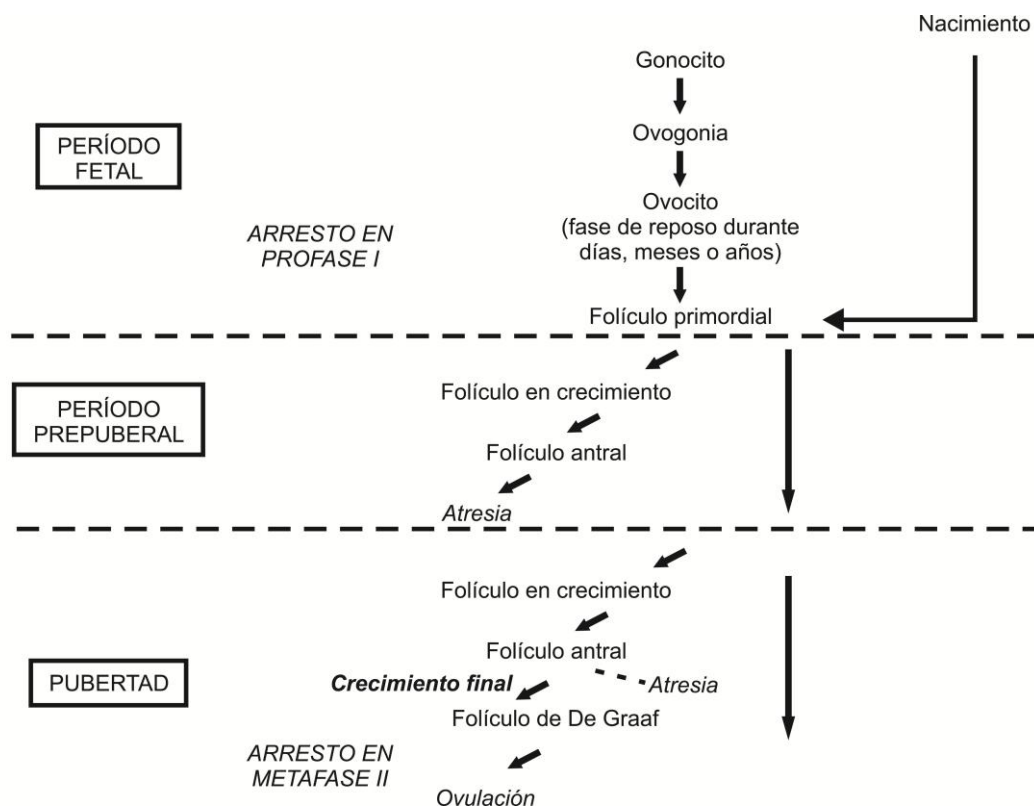 Nacimiento
Gonocito
Ovogonia
PERÍODO
FETAL
Ovocito
(fase de reposo durante
días, meses o años)
ARRESTO EN
PROFASE I
Folículo primordial
Folículo en crecimiento
PERÍODO
PREPUBERAL
Folículo antral
Atresia
Folículo en crecimiento
Folículo antral
PUBERTAD
Crecimiento final
Atresia
Folículo de De Graaf
ARRESTO EN
METAFASE II
Ovulación